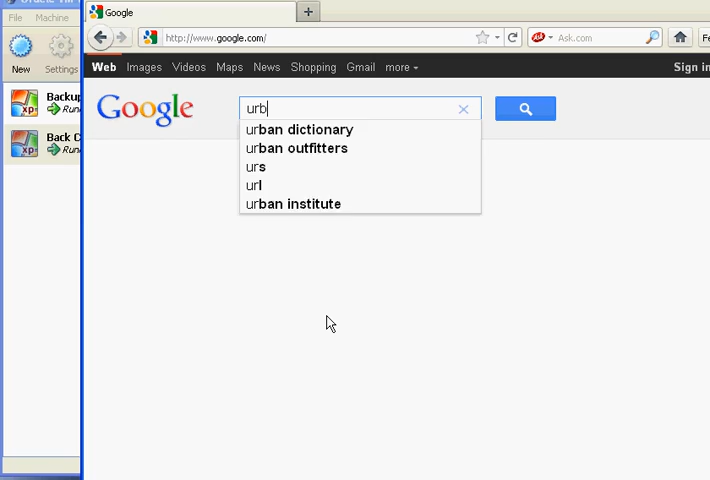 File Machine
New Settings
Backup
Back C
Google
http://www.google.com/
Ask.com
Web Images Videos Maps News Shopping Gmail more
Sign in
Google
urb
urban dictionary
urban outfitters
urs
url
urban institute